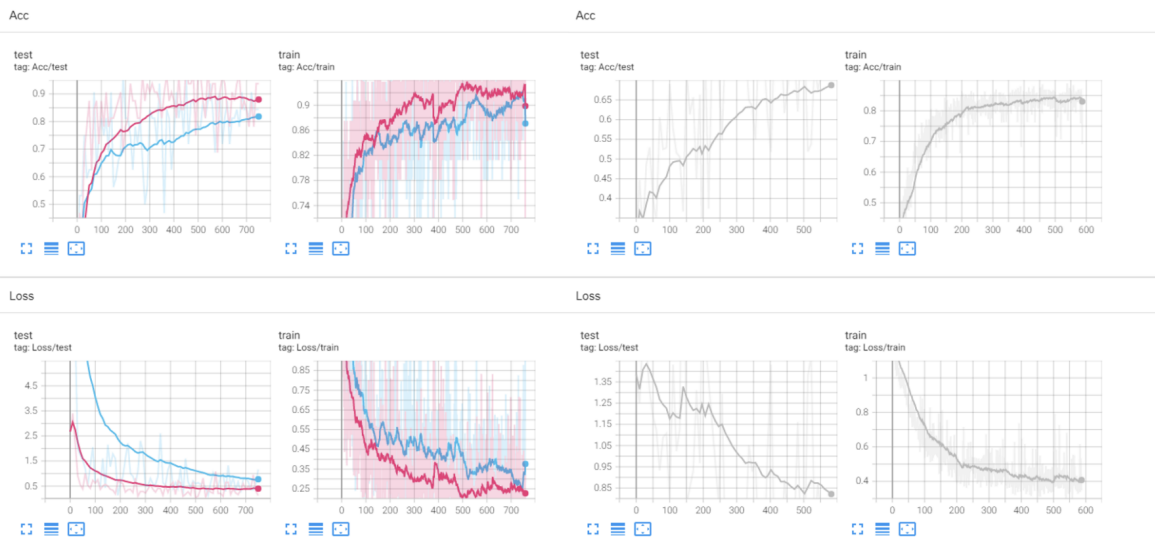 Acc
Acc
test
tag: Acc/test
0.9
0.8
0.7
0.6
0.5
0 100 200 300 400 500 600 700
train
tag: Acc/train
0.9
0.86
0.82
0.78
0.74
0 100 200 300 400 500 600 700
test
tag: Acc/test
0.65
0.6
0.55
0.5
0.4
0 100 200 300 400 500
train
tag: Acc/train
0.8
0.7
0.6
0.5
0 100 200 300 400 500 600
Loss
Loss
test
tag: Loss/test
4.5
3.5
2.5
1.5
0.5
0 100 200 300 400 500 600 700
train
tag: Loss/train
0.85
0.75
0.65
0.55
0.45
0.35
0.25
0 100 200 300 400 500 600 700
test
tag: Loss/test
1.35
1.25
1.15
1.05
0.95
0.85
0 100 200 300 400 500
train
tag: Loss/train
1
0.8
0.6
0.4
0 100 200 300 400 500 600